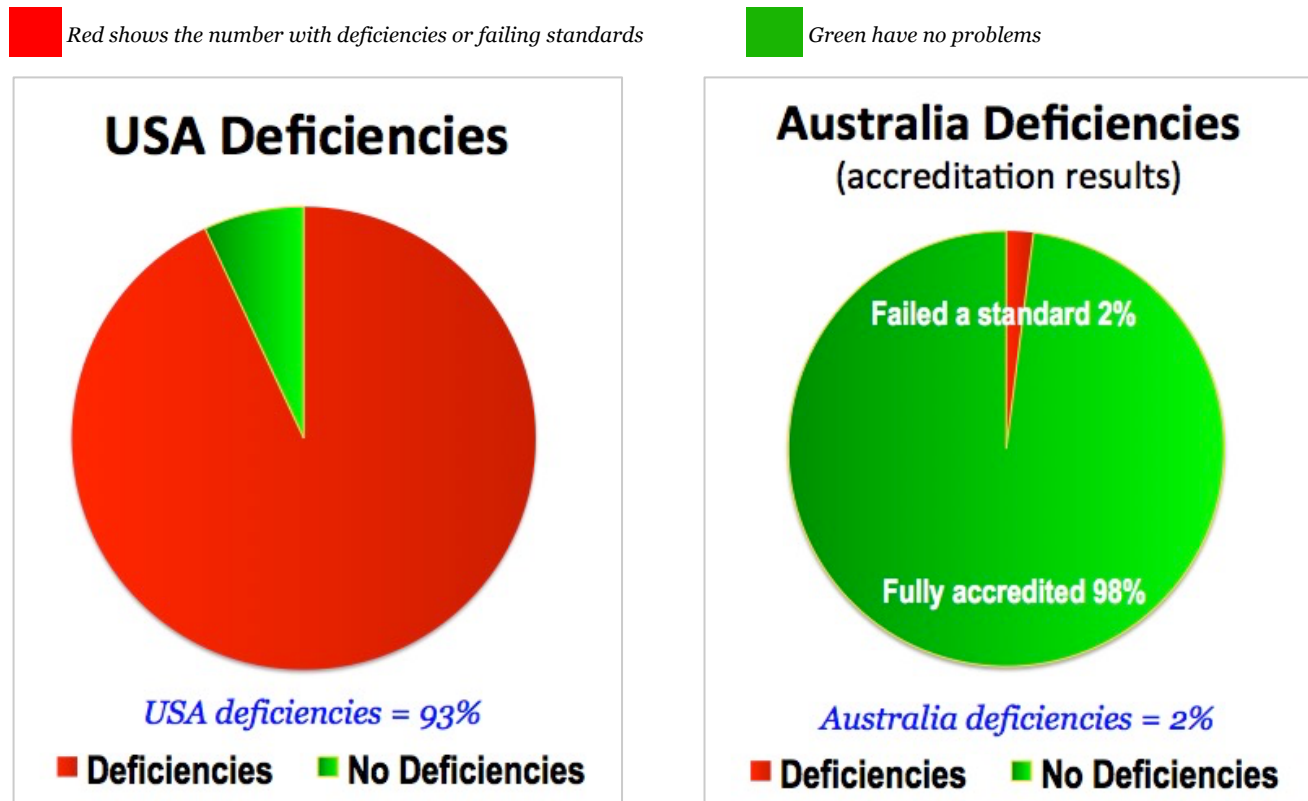 Red shows the number with deficiencies or failing standards
Green have no problems
USA Deficiencies
USA deficiencies = 93%
Deficiencies
No Deficiencies
Australia Deficiencies
(accreditation results)
Failed a standard 2%
Fully accredited 98%
Australia deficiencies = 2%
Deficiencies
No Deficiencies